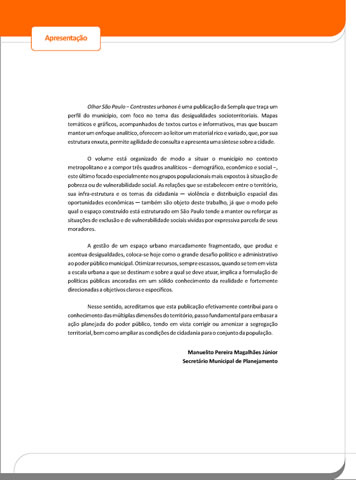 Apresentação
Olhar São Paulo – Contrastes urbanos é uma publicação da Sempla que traça um
perfil do município, com foco no tema das desigualdades socioterritoriais. Mapas
temáticos e gráficos, acompanhados de textos curtos e informativos, mas que buscam
manter um enfoque analítico, oferecem ao leitor um material rico e variado, que, por sua
estrutura enxuta, permite agilidade de consulta e apresenta uma síntese sobre a cidade.
O volume está organizado de modo a situar o município no contexto
metropolitano e a compor três quadros analíticos – demográfico, econômico e social –,
este último focado especialmente nos grupos populacionais mais expostos à situação de
pobreza ou de vulnerabilidade social. As relações que se estabelecem entre o território,
sua infra-estrutura e os temas da cidadania — violência e distribuição espacial das
oportunidades econômicas — também são objeto deste trabalho, já que o modo pelo
qual o espaço construído está estruturado em São Paulo tende a manter ou reforçar as
situações de exclusão e de vulnerabilidade sociais vividas por expressiva parcela de seus
moradores.
A gestão de um espaço urbano marcadamente fragmentado, que produz e
acentua desigualdades, coloca-se hoje como o grande desafio político e administrativo
ao poder público municipal. Otimizar recursos, sempre escassos, quando se tem em vista
a escala urbana a que se destinam e sobre a qual se deve atuar, implica a formulação de
políticas públicas ancoradas em um sólido conhecimento da realidade e fortemente
direcionadas a objetivos claros e específicos.
Nesse sentido, acreditamos que esta publicação efetivamente contribui para o
conhecimento das múltiplas dimensões do território, passo fundamental para embasar a
ação planejada do poder público, tendo em vista corrigir ou amenizar a segregação
territorial, bem como ampliar as condições de cidadania para o conjunto da população.
Manuelito Pereira Magalhães Júnior
Secretário Municipal de Planejamento